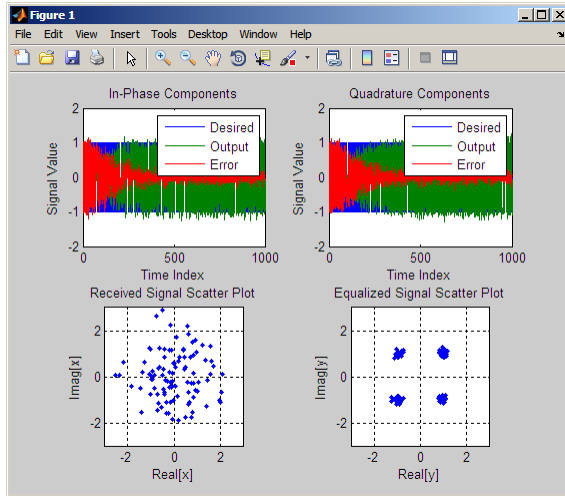 Figure 1
File Edit View Insert Tools Desktop Window Help
In-Phase Components
2
1
0
-1
-2
Signal Value
Desired
Output
Error
0 500 1000
Time Index
Quadrature Components
2
1
0
-1
-2
Signal Value
Desired
Output
Error
0 500 1000
Time Index
Received Signal Scatter Plot
2
0
-2
Imag[x]
-2 0 2
Real[x]
Equalized Signal Scatter Plot
2
0
-2
Imag[y]
-2 0 2
Real[y]